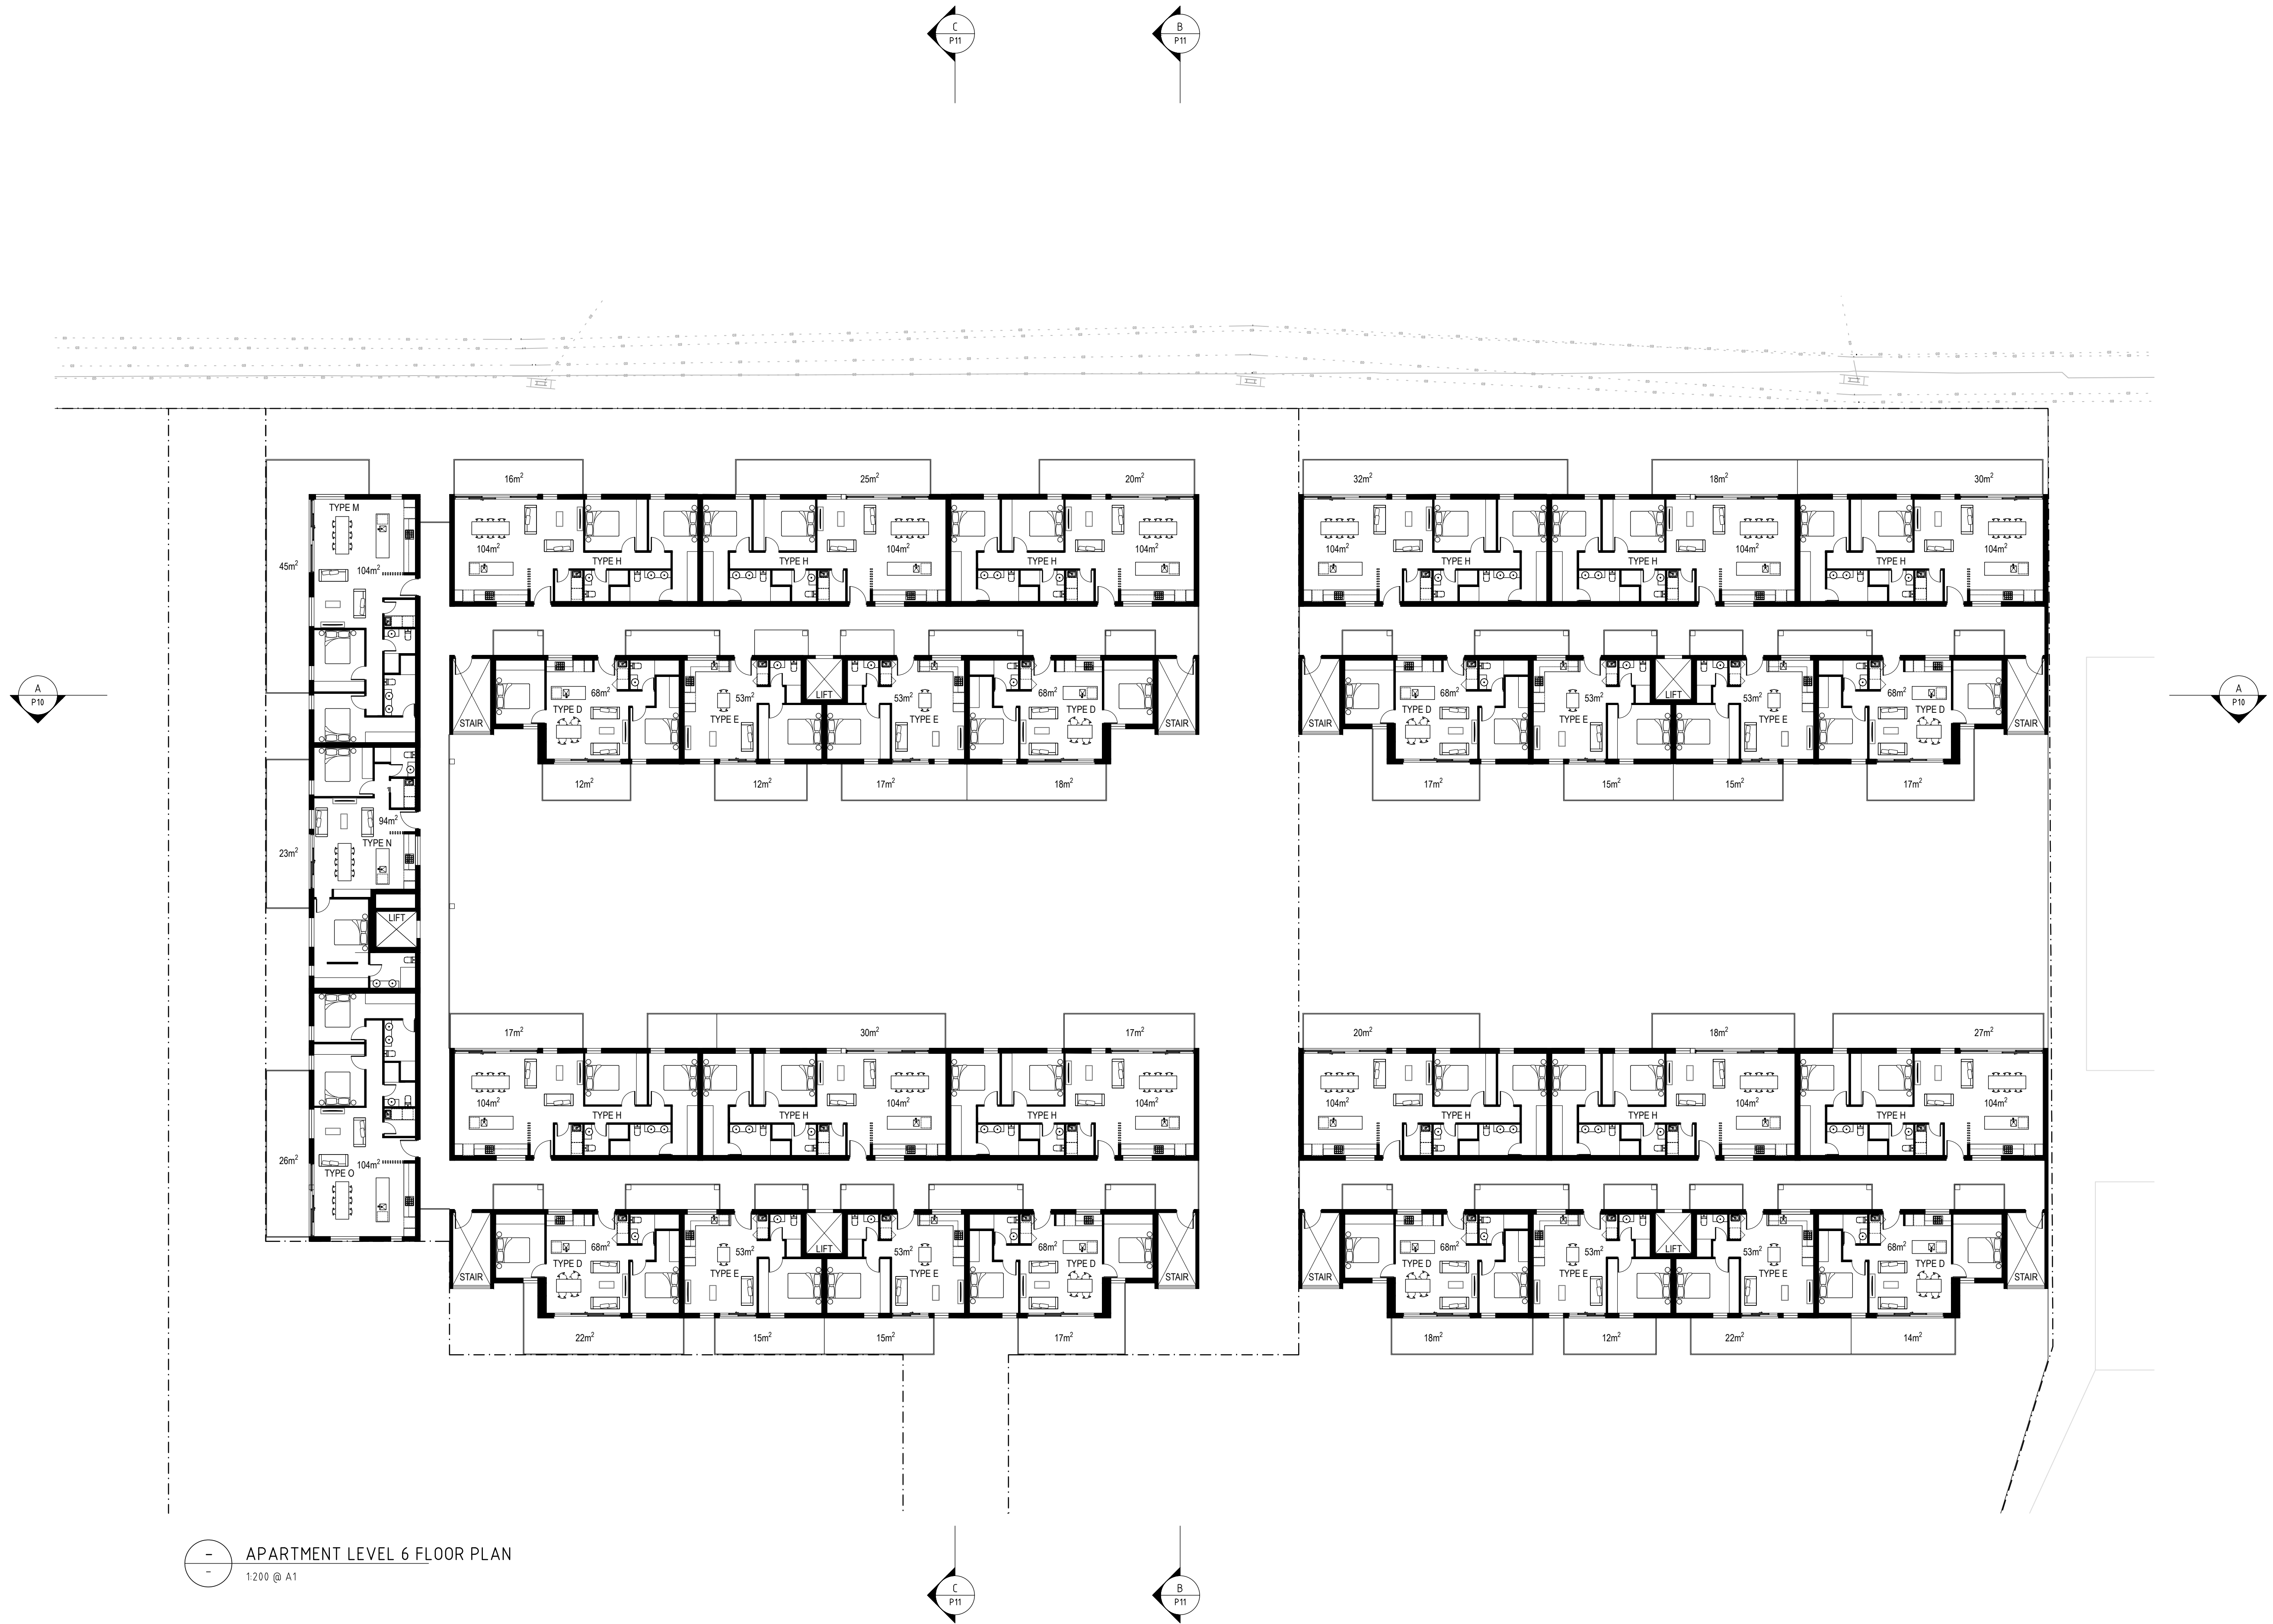 C
P11
B
P11
16m²
25m²
20m²
32m²
18m²
30m²
TYPE M
45m²
104m²
104m²
TYPE H
TYPE H
104m²
TYPE H
104m²
104m²
TYPE H
TYPE H
104m²
TYPE H
104m²
A
P10
STAIR
68m²
TYPE D
53m²
TYPE E
LIFT
53m²
TYPE E
68m²
TYPE D
STAIR
STAIR
68m²
TYPE D
53m²
TYPE E
LIFT
53m²
TYPE E
68m²
TYPE D
STAIR
A
P10
12m²
12m²
17m²
18m²
17m²
15m²
15m²
17m²
94m²
TYPE N
23m²
LIFT
17m²
30m²
17m²
20m²
18m²
27m²
104m²
TYPE H
TYPE H
104m²
TYPE H
104m²
104m²
TYPE H
TYPE H
104m²
TYPE H
104m²
26m²
104m²
TYPE O
STAIR
68m²
TYPE D
53m²
TYPE E
LIFT
53m²
TYPE E
68m²
TYPE D
STAIR
STAIR
68m²
TYPE D
53m²
TYPE E
LIFT
53m²
TYPE E
68m²
TYPE D
STAIR
22m²
15m²
15m²
17m²
18m²
12m²
22m²
14m²
–
–
APARTMENT LEVEL 6 FLOOR PLAN
1:200 @ A1
C
P11
B
P11